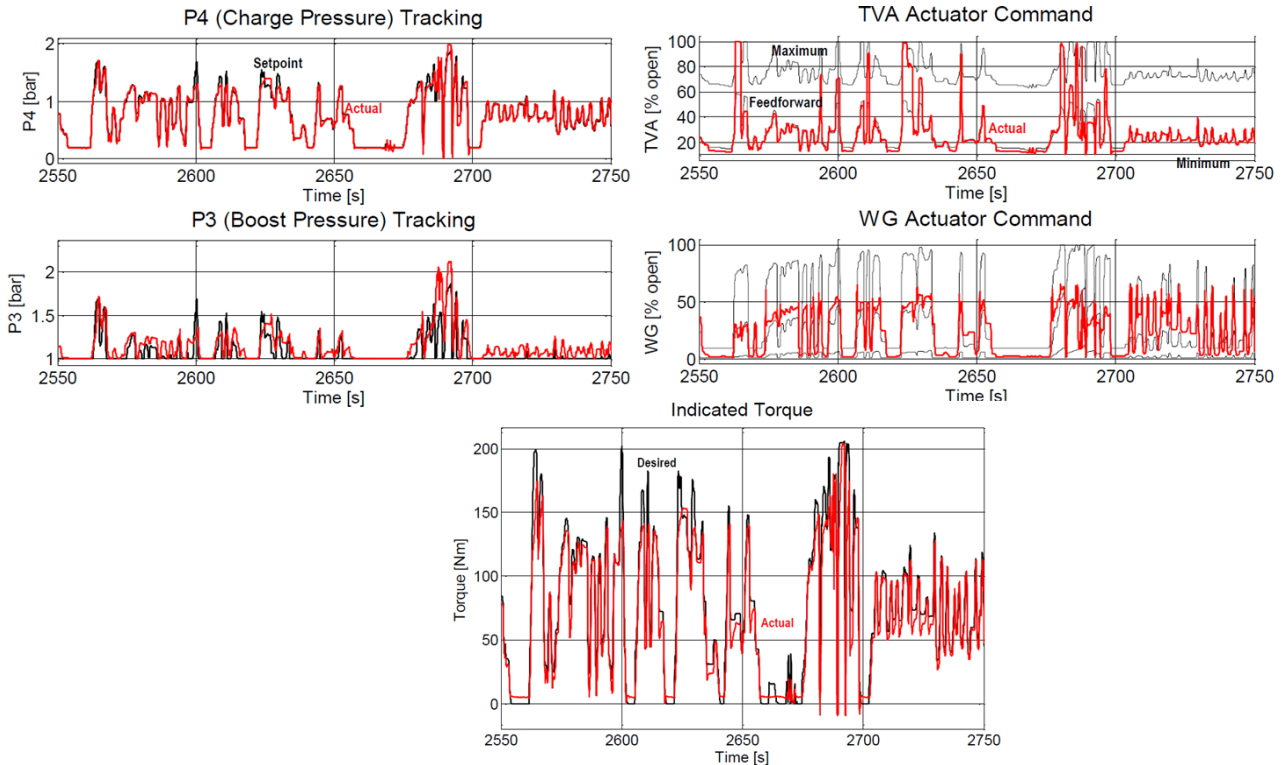 P4 (Charge Pressure) Tracking
2
1
0
P4 [bar]
Setpoint
Actual
2550 2600 2650 2700 2750
Time [s]
TVA Actuator Command
100
80
60
40
20
TVA [% open]
Maximum
Feedforward
Actual
Minimum
2550 2600 2650 2700 2750
Time [s]
P3 (Boost Pressure) Tracking
2
1.5
1
P3 [bar]
2550 2600 2650 2700 2750
Time [s]
WG Actuator Command
100
50
0
WG [% open]
2550 2600 2650 2700 2750
Time [s]
Indicated Torque
200
150
100
50
0
Torque [Nm]
Desired
Actual
2550 2600 2650 2700 2750
Time [s]